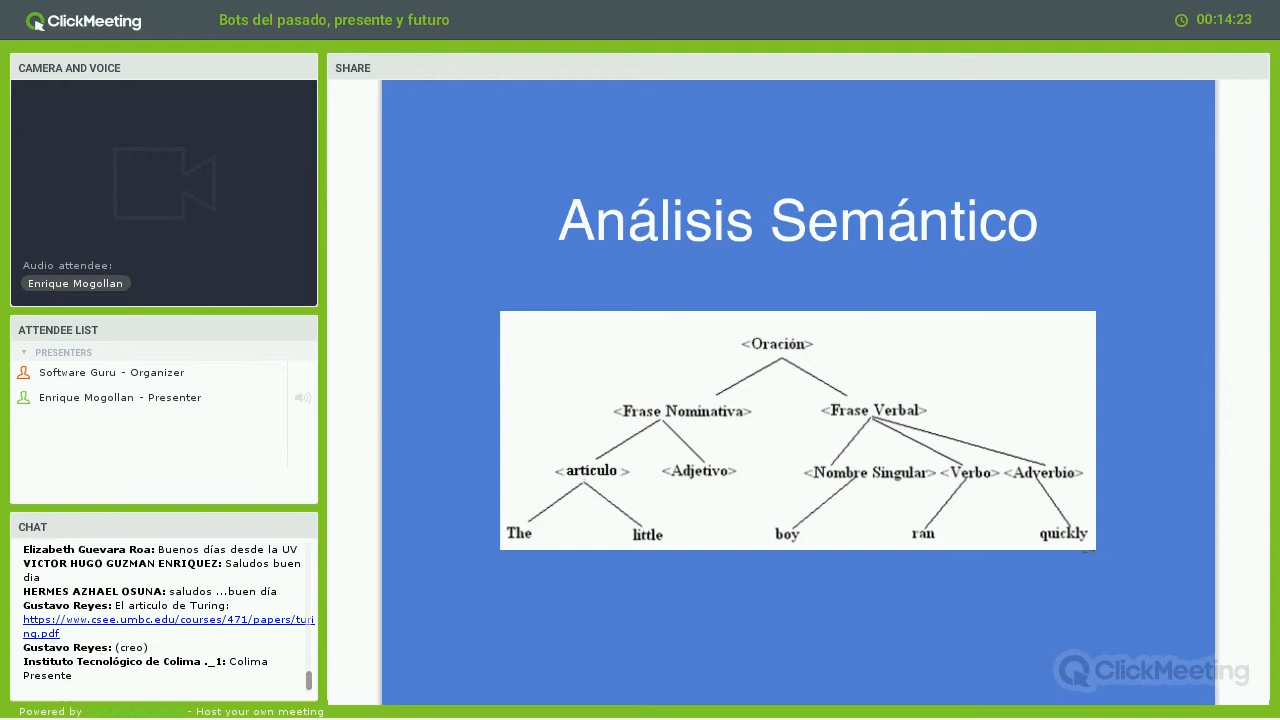 ClickMeeting
Bots del pasado, presente y futuro
00:14:23
CAMERA AND VOICE
Audio attendee:
Enrique Mogollan
ATTENDEE LIST
PRESENTERS
Software Guru - Organizer
Enrique Mogollan - Presenter
CHAT
Elizabeth Guevara Roa: Buenos días desde la UV
VICTOR HUGO GUZMAN ENRIQUEZ: Saludos buen
dia
HERMES AZHAEL OSUNA: saludos ...buen día
Gustavo Reyes: El articulo de Turing:
https://www.csee.umbc.edu/courses/471/papers/turi
ng.pdf
Gustavo Reyes: (creo)
Instituto Tecnológico de Colima ._1: Colima
Presente
Powered by - Host your own meeting
SHARE
Análisis Semántico
<Oración>
<Frase Nominativa> <Frase Verbal>
<artículo > <Adjetivo> <Nombre Singular> <Verbo> <Adverbio>
The little boy ran quickly
ClickMeeting